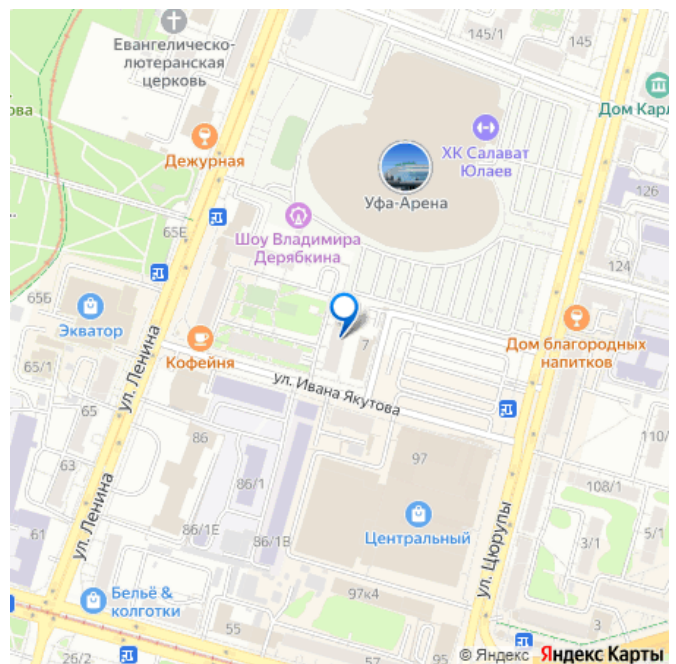 145/1
145
Евангелическо-
лютеранская
церковь
ова
Дом Карл
Дежурная
ХК Салават
Юлаев
Уфа-Арена
126
65Е
Шоу Владимира
Дерябкина
124
65Б
Экватор
Кофейня
7
Дом благородных
напитков
65/1
ул. Ленина
ул. Ивана Якутова
65
86
110/
63
97
86/1
108/1
ул. Ленина
Центральный
ул. Цюрупы
61
86/1Е
86/1В
3/1
5/1
Бельё &
колготки
97к4
55
3
26/2
95
© Яндекс Яндекс Карты